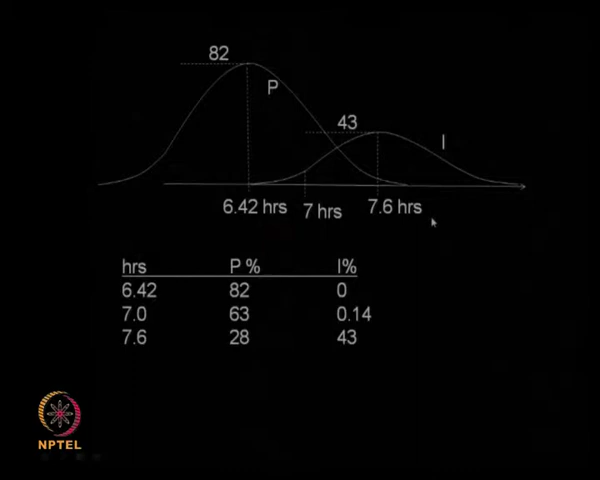 82
P
43
I
6.42 hrs 7 hrs 7.6 hrs
hrs P % I%
6.42 82 0
7.0 63 0.14
7.6 28 43
NPTEL